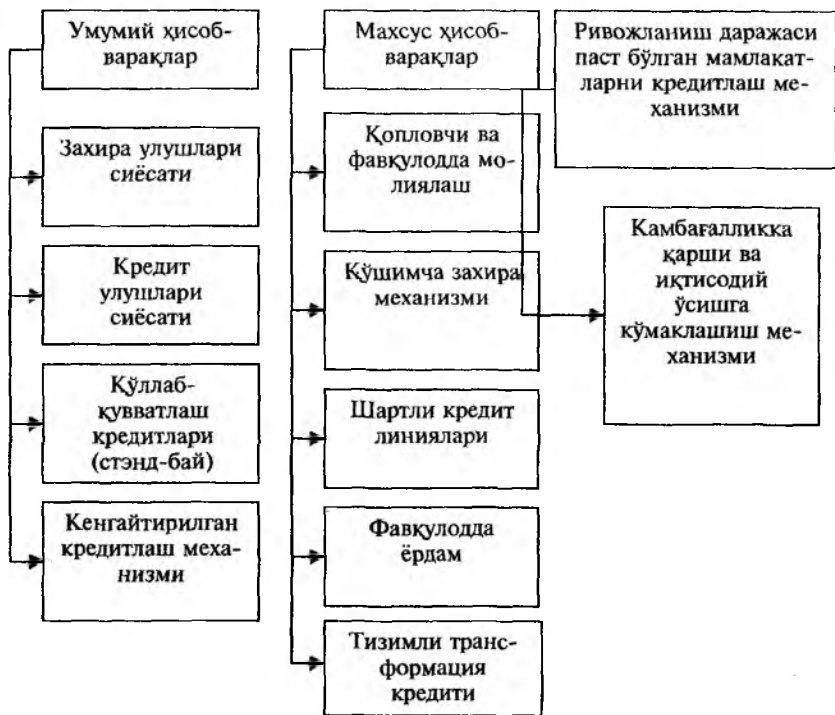 Умумий ҳисоб-
варақлар
Захира улушлари
сиёсати
Кредит
улушлари
сиёсати
Қўллаб-
қувватлаш
кредитлари
(стэнд-бай)
Кенгайтирилган
кредитлаш меха-
низми
Махсус ҳисоб-
варақлар
Қопловчи ва
фавқулодда мо-
лиялаш
Қўшимча захира
механизми
Шартли кредит
линиялари
Фавқулодда
ёрдам
Тизимли транс-
формация
кредити
Ривожланиш даражаси
паст бўлган мамлакат-
ларни кредитлаш ме-
ханизми
Камбағалликка
қарши ва
иқтисодий
ўсишга
кўмаклашиш ме-
ханизми